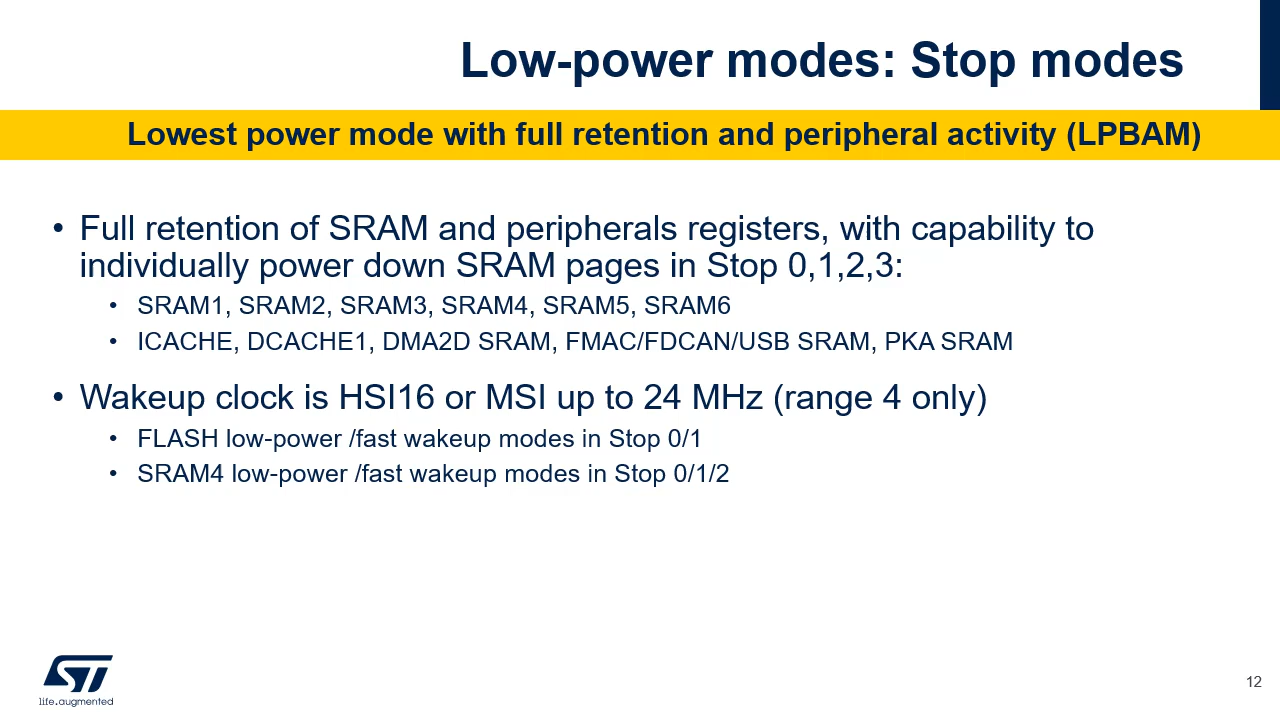 Low-power modes: Stop modes
Lowest power mode with full retention and peripheral activity (LPBAM)
• Full retention of SRAM and peripherals registers, with capability to
individually power down SRAM pages in Stop 0,1,2,3:
• SRAM1, SRAM2, SRAM3, SRAM4, SRAM5, SRAM6
• ICACHE, DCACHE1, DMA2D SRAM, FMAC/FDCAN/USB SRAM, PKA SRAM
• Wakeup clock is HSI16 or MSI up to 24 MHz (range 4 only)
• FLASH low-power /fast wakeup modes in Stop 0/1
• SRAM4 low-power /fast wakeup modes in Stop 0/1/2
ST
life.augmented
12